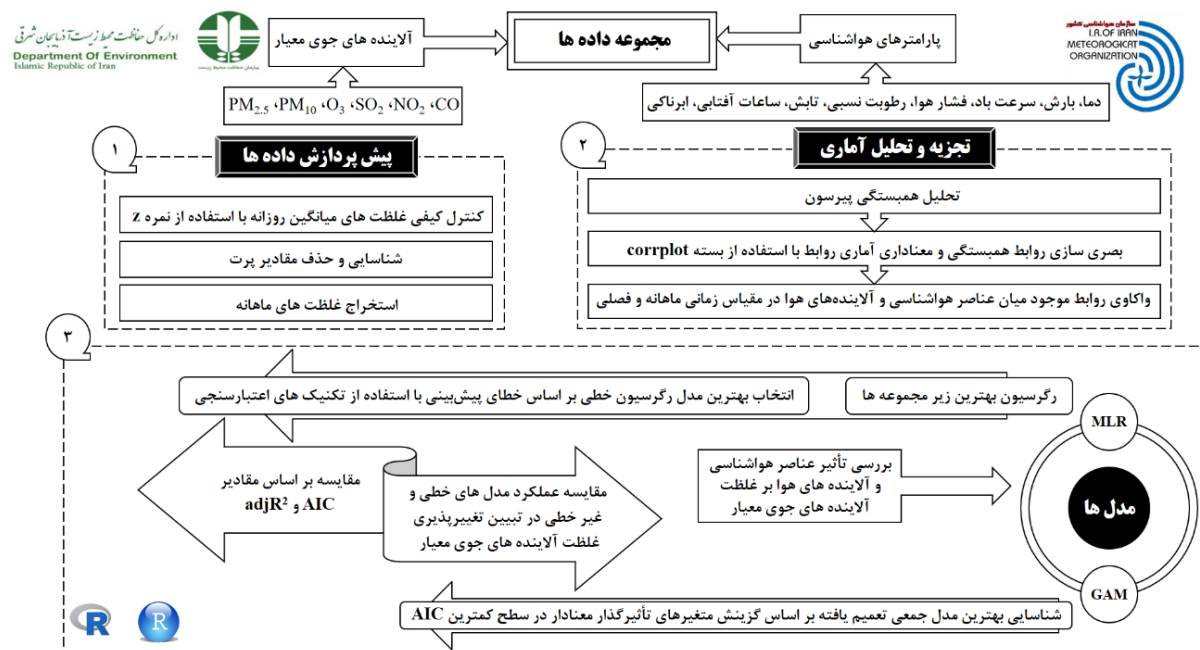 سازمان هواشناسی کشور
I.R.OF IRAN
METEOROGICAT
ORGANIZATION
پارامترهای هواشناسی
مجموعه داده ها
آلاینده های جوی معیار
سازمان حفاظت محیط زیست
اداره کل حفاظت محیط زیست آذربایجان شرقی
Department Of Environment
Islamic Republic of Iran
دما، بارش، سرعت باد، فشار هوا، رطوبت نسبی، تابش، ساعات آفتابی، ابرناکی
PM2.5 ،PM10 ،O3 ،SO2 ،NO2 ،CO
۱
پیش پردازش داده ها
کنترل کیفی غلظت های میانگین روزانه با استفاده از نمره z
شناسایی و حذف مقادیر پرت
استخراج غلظت های ماهانه
۲
تجزیه و تحلیل آماری
تحلیل همبستگی پیرسون
بصری سازی روابط همبستگی و معناداری آماری روابط با استفاده از بسته corrplot
واکاوی روابط موجود میان عناصر هواشناسی و آلاینده‌های هوا در مقیاس زمانی ماهانه و فصلی
۳
مدل ها
MLR
GAM
رگرسیون بهترین زیر مجموعه ها
انتخاب بهترین مدل رگرسیون خطی بر اساس خطای پیش‌بینی با استفاده از تکنیک های اعتبارسنجی
بررسی تأثیر عناصر هواشناسی
و آلاینده های هوا بر غلظت
آلاینده های جوی معیار
مقایسه عملکرد مدل های خطی و
غیر خطی در تبیین تغییرپذیری
غلظت آلاینده های جوی معیار
مقایسه بر اساس مقادیر
AIC و adjR²
شناسایی بهترین مدل جمعی تعمیم یافته بر اساس گزینش متغیرهای تأثیرگذار معنادار در سطح کمترین AIC
R
R